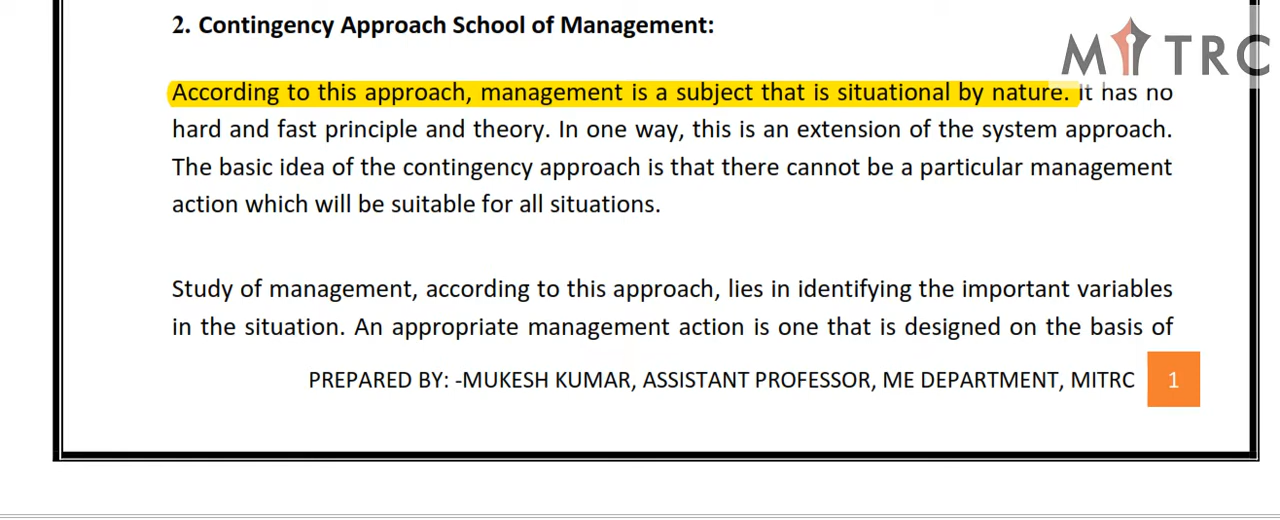 2. Contingency Approach School of Management:
MITRC
According to this approach, management is a subject that is situational by nature. It has no
hard and fast principle and theory. In one way, this is an extension of the system approach.
The basic idea of the contingency approach is that there cannot be a particular management
action which will be suitable for all situations.
Study of management, according to this approach, lies in identifying the important variables
in the situation. An appropriate management action is one that is designed on the basis of
PREPARED BY: -MUKESH KUMAR, ASSISTANT PROFESSOR, ME DEPARTMENT, MITRC 1